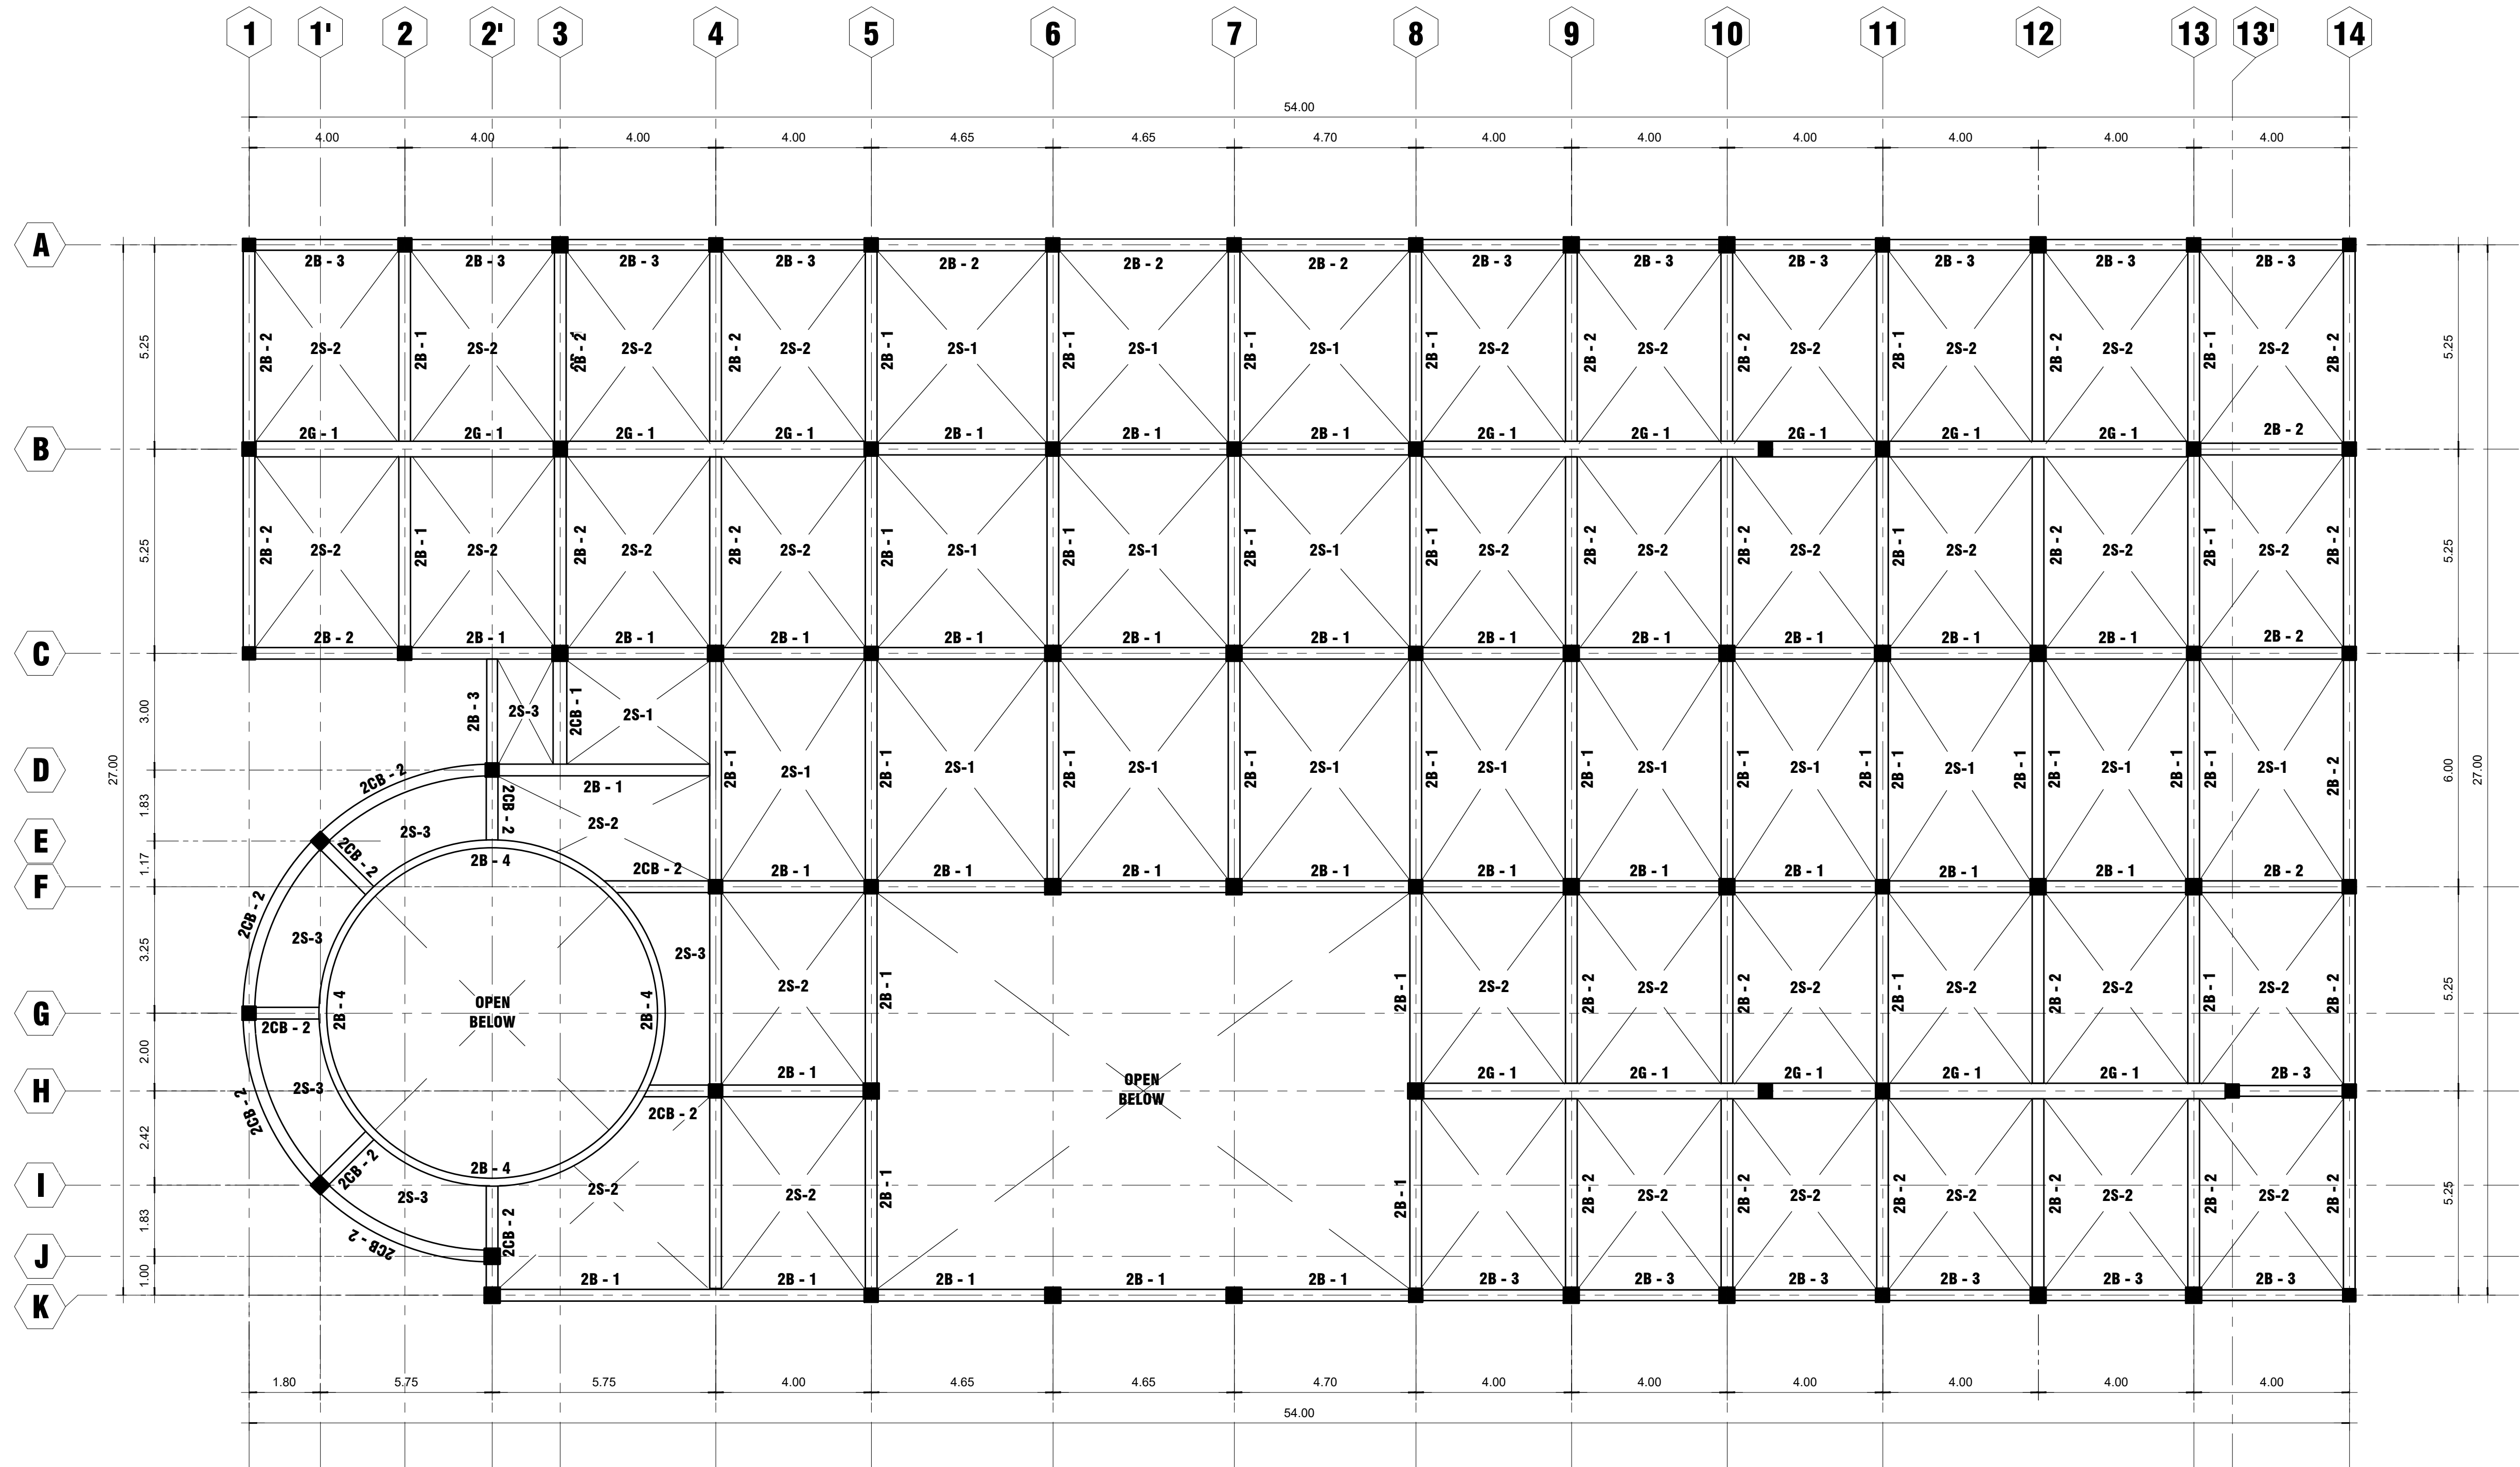 1 1' 2 2' 3 4 5 6 7 8 9 10 11 12 13 13' 14
54.00
4.00 4.00 4.00 4.00 4.65 4.65 4.70 4.00 4.00 4.00 4.00 4.00 4.00
A
2B - 3 2B - 3 2B - 3 2B - 3 2B - 2 2B - 2 2B - 2 2B - 3 2B - 3 2B - 3 2B - 3 2B - 3 2B - 3
5.25 2B - 2 2S-2 2B - 1 2S-2 2B - 2 2S-2 2B - 2 2S-2 2B - 1 2S-1 2B - 1 2S-1 2B - 1 2S-1 2B - 1 2S-2 2B - 2 2S-2 2B - 2 2S-2 2B - 1 2S-2 2B - 2 2S-2 2B - 1 2S-2 2B - 2 5.25
2G - 1 2G - 1 2G - 1 2G - 1 2B - 1 2B - 1 2B - 1 2G - 1 2G - 1 2G - 1 2G - 1 2G - 1 2B - 2
B
5.25 2B - 2 2S-2 2B - 1 2S-2 2B - 2 2S-2 2B - 2 2S-2 2B - 1 2S-1 2B - 1 2S-1 2B - 1 2S-1 2B - 1 2S-2 2B - 2 2S-2 2B - 2 2S-2 2B - 1 2S-2 2B - 2 2S-2 2B - 1 2S-2 2B - 2 5.25
2B - 2 2B - 1 2B - 1 2B - 1 2B - 1 2B - 1 2B - 1 2B - 1 2B - 1 2B - 1 2B - 1 2B - 1 2B - 2
C
3.00 2B - 3 2S-3 2CB - 1 2S-1
27.00 D 2CB - 2 2B - 1 2B - 1 2S-1 2B - 1 2S-1 2B - 1 2S-1 2B - 1 2S-1 2B - 1 2S-1 2B - 1 2S-1 2B - 1 2S-1 2B - 1 2B - 1 2S-1 2B - 1 2B - 1 2S-1 2B - 1 2B - 1 2S-1 2B - 2 6.00 27.00
1.83 2CB - 2 2S-3 2S-2
E
1.17 2CB - 2 2B - 4 2CB - 2 2B - 1 2B - 1 2B - 1 2B - 1 2B - 1 2B - 1 2B - 1 2B - 1 2B - 1 2B - 2
F
3.25 2CB - 2 2S-3 2S-3 2S-2 2B - 1 2B - 1 2S-2 2B - 2 2S-2 2B - 2 2S-2 2B - 1 2S-2 2B - 2 2S-2 2B - 1 2S-2 2B - 2 5.25
G 2CB - 2 2B - 4 OPEN 2B - 4
BELOW
2.00 2S-3 2B - 1 OPEN 2G - 1 2G - 1 2G - 1 2G - 1 2G - 1 2B - 3
H BELOW
2CB - 2 2CB - 2
2.42 2CB - 2 2B - 4
I 2S-3 2S-2 2S-2 2B - 1 2B - 1 2B - 2 2S-2 2B - 2 2S-2 2B - 2 2S-2 2B - 2 2S-2 2B - 2 2S-2 2B - 2 5.25
1.83 2CB - 2 2CB - 2
J
1.00 2B - 1 2B - 1 2B - 1 2B - 1 2B - 1 2B - 3 2B - 3 2B - 3 2B - 3 2B - 3 2B - 3
K
1.80 5.75 5.75 4.00 4.65 4.65 4.70 4.00 4.00 4.00 4.00 4.00 4.00
54.00